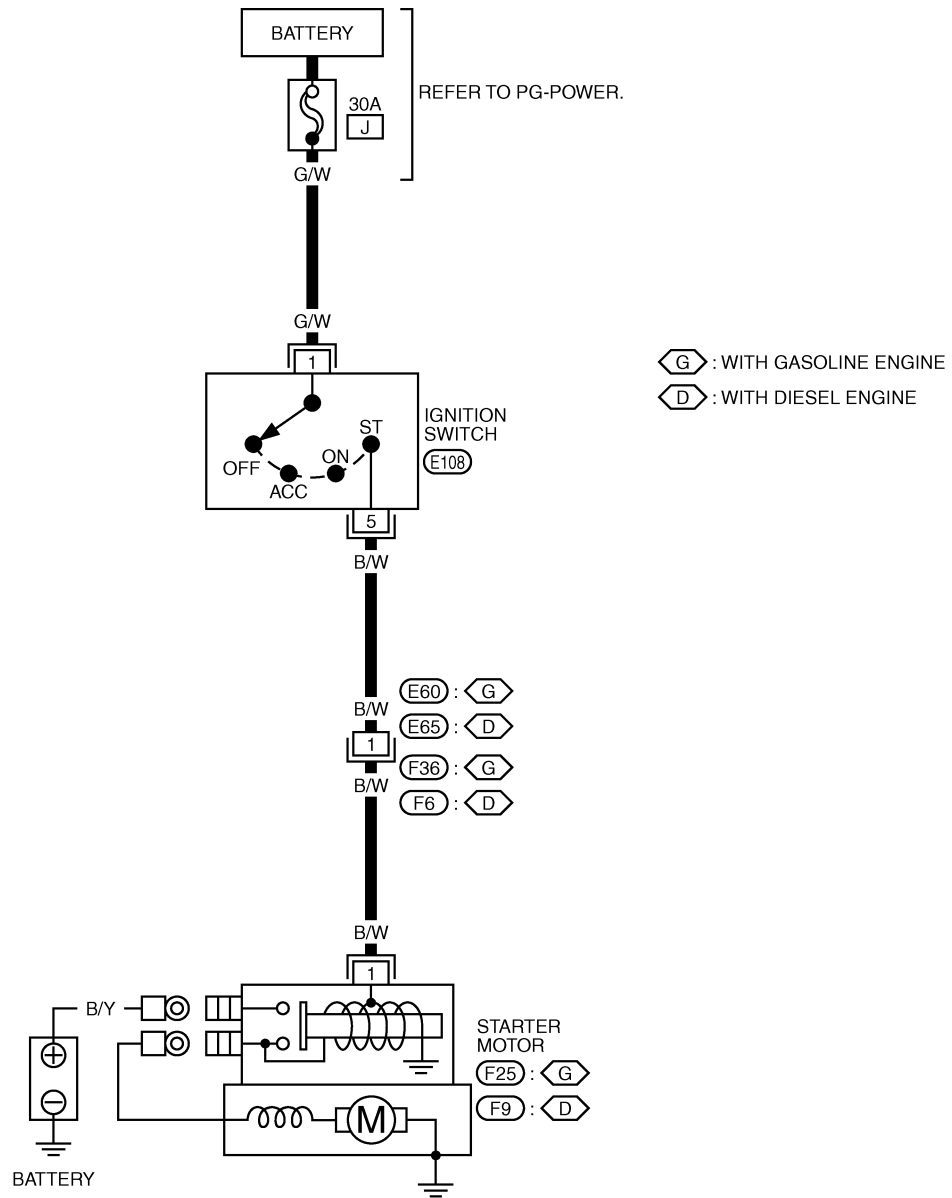 BATTERY
REFER TO PG-POWER.
30A
J
G/W
G/W
1
G : WITH GASOLINE ENGINE
D : WITH DIESEL ENGINE
IGNITION
SWITCH
E108
ST
ON
OFF
ACC
5
B/W
E60 : G
B/W
E65 : D
1
F36 : G
B/W
F6 : D
B/W
1
B/Y
STARTER
MOTOR
F25 : G
F9 : D
M
BATTERY